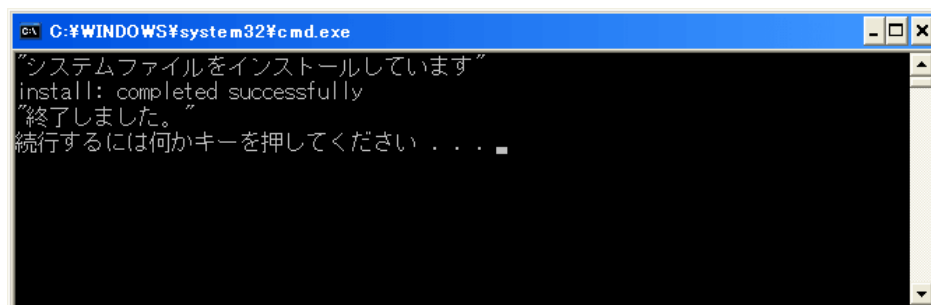 C:¥WINDOWS¥system32¥cmd.exe
"システムファイルをインストールしています"
install: completed successfully
"終了しました。"
続行するには何かキーを押してください . . .